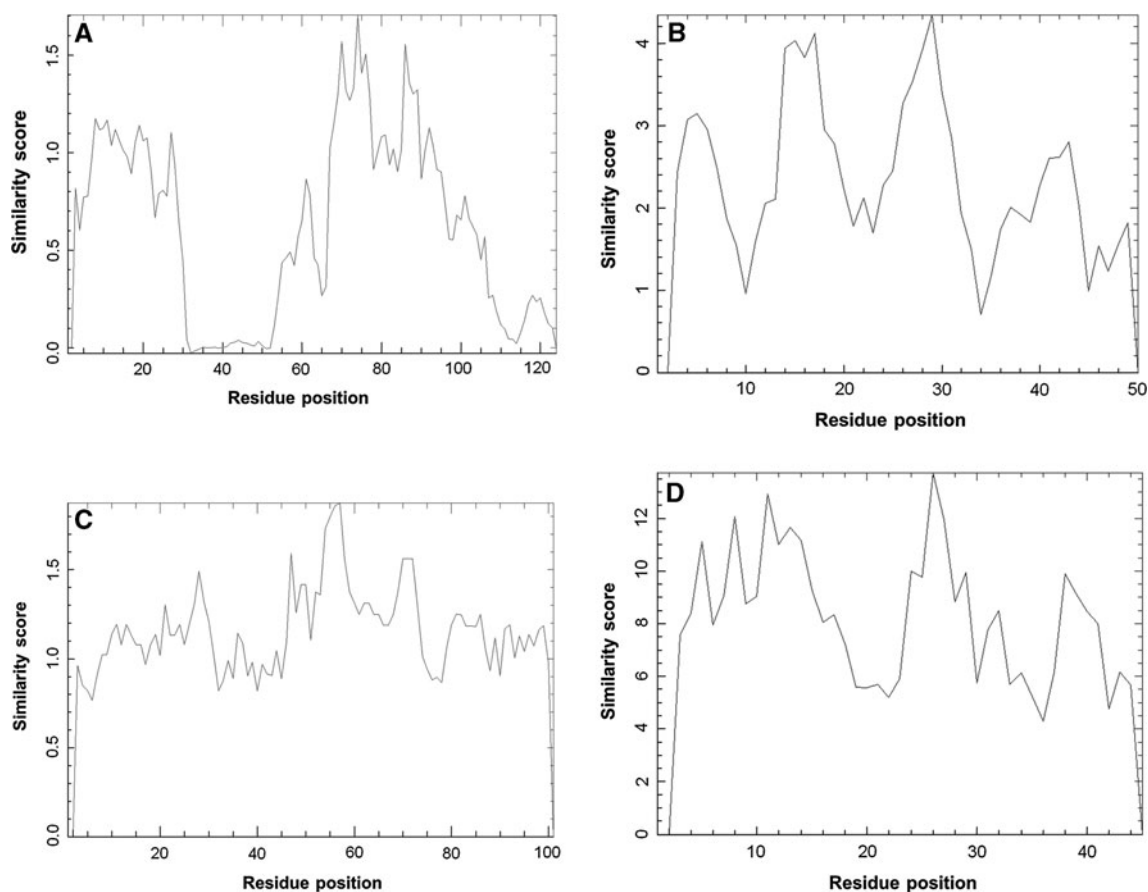 A
Similarity score
0.0 0.5 1.0 1.5
20 40 60 80 100 120
Residue position
B
Similarity score
0 1 2 3 4
10 20 30 40 50
Residue position
C
Similarity score
0.0 0.5 1.0 1.5
20 40 60 80 100
Residue position
D
Similarity score
0 2 4 6 8 10 12
10 20 30 40
Residue position